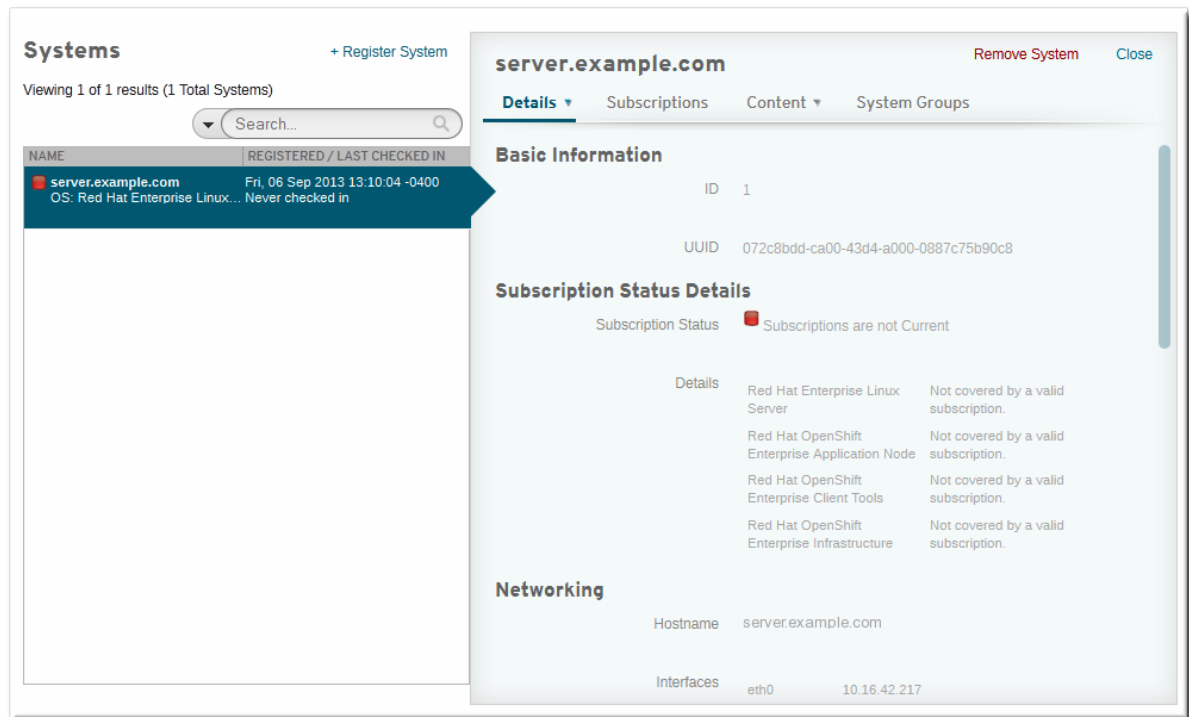 Systems
+ Register System
Viewing 1 of 1 results (1 Total Systems)
Search...
NAME
REGISTERED / LAST CHECKED IN
server.example.com
Fri, 06 Sep 2013 13:10:04 -0400
OS: Red Hat Enterprise Linux...
Never checked in
server.example.com
Remove System
Close
Details
Subscriptions
Content
System Groups
Basic Information
ID
1
UUID
072c8bdd-ca00-43d4-a000-0887c75b90c8
Subscription Status Details
Subscription Status
Subscriptions are not Current
Details
Red Hat Enterprise Linux
Server
Not covered by a valid
subscription.
Red Hat OpenShift
Enterprise Application Node
Not covered by a valid
subscription.
Red Hat OpenShift
Enterprise Client Tools
Not covered by a valid
subscription.
Red Hat OpenShift
Enterprise Infrastructure
Not covered by a valid
subscription.
Networking
Hostname
server.example.com
Interfaces
eth0
10.16.42.217